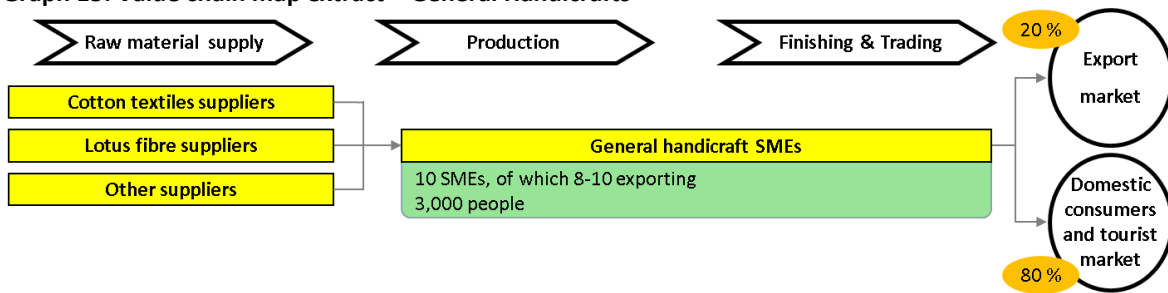 Raw material supply
Production
Finishing & Trading
20 %
Export
market
Cotton textiles suppliers
Lotus fibre suppliers
Other suppliers
General handicraft SMEs
10 SMEs, of which 8-10 exporting
3,000 people
Domestic
consumers
and tourist
market
80 %